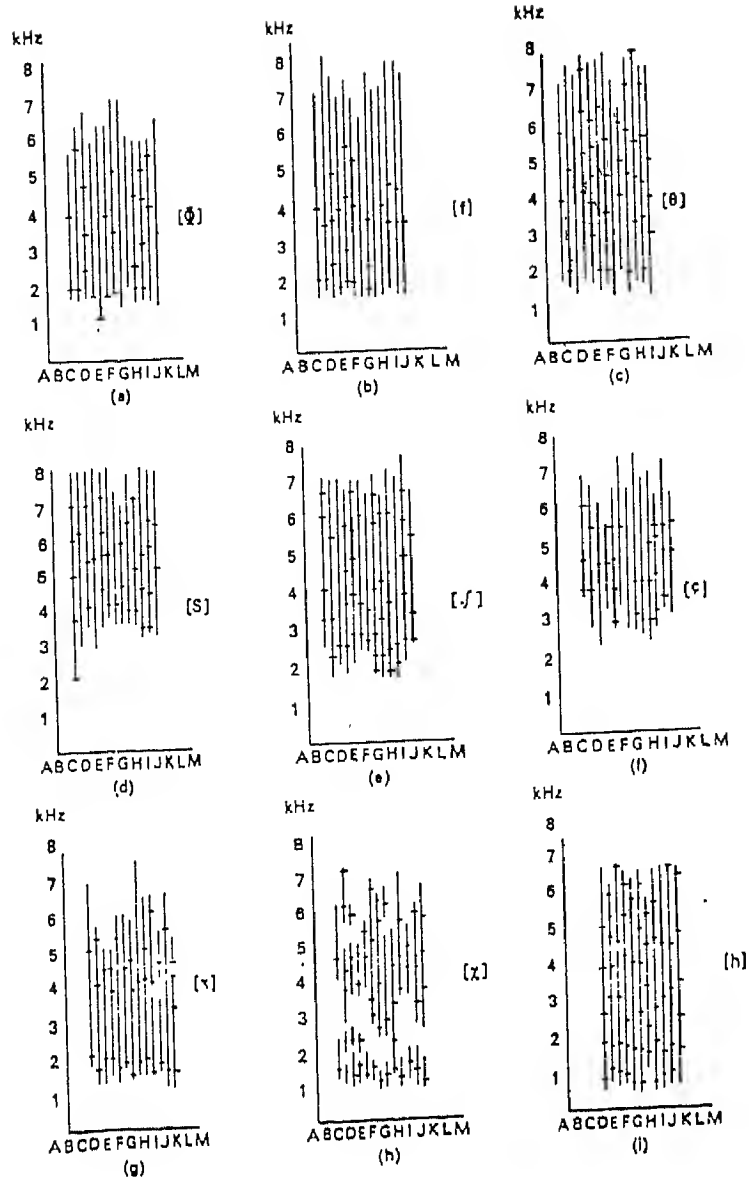 kHz
8
7
6
5
4
3
2
1
[Φ]
ABCDEFGHIJKLM
(a)
kHz
8
7
6
5
4
3
2
1
[f]
ABCDEFGHIJKLM
(b)
kHz
8
7
6
5
4
3
2
1
[θ]
ABCDEFGHIJKLM
(c)
kHz
8
7
6
5
4
3
2
1
[S]
ABCDEFGHIJKLM
(d)
kHz
8
7
6
5
4
3
2
1
[ʃ]
ABCDEFGHIJKLM
(e)
kHz
8
7
6
5
4
3
2
1
[ç]
ABCDEFGHIJKLM
(f)
kHz
8
7
6
5
4
3
2
1
ABCDEFGHIJKLM
(g)
kHz
8
7
6
5
4
3
2
1
[χ]
ABCDEFGHIJKLM
(h)
kHz
8
7
6
5
4
3
2
1
[h]
ABCDEFGHIJKLM
(i)